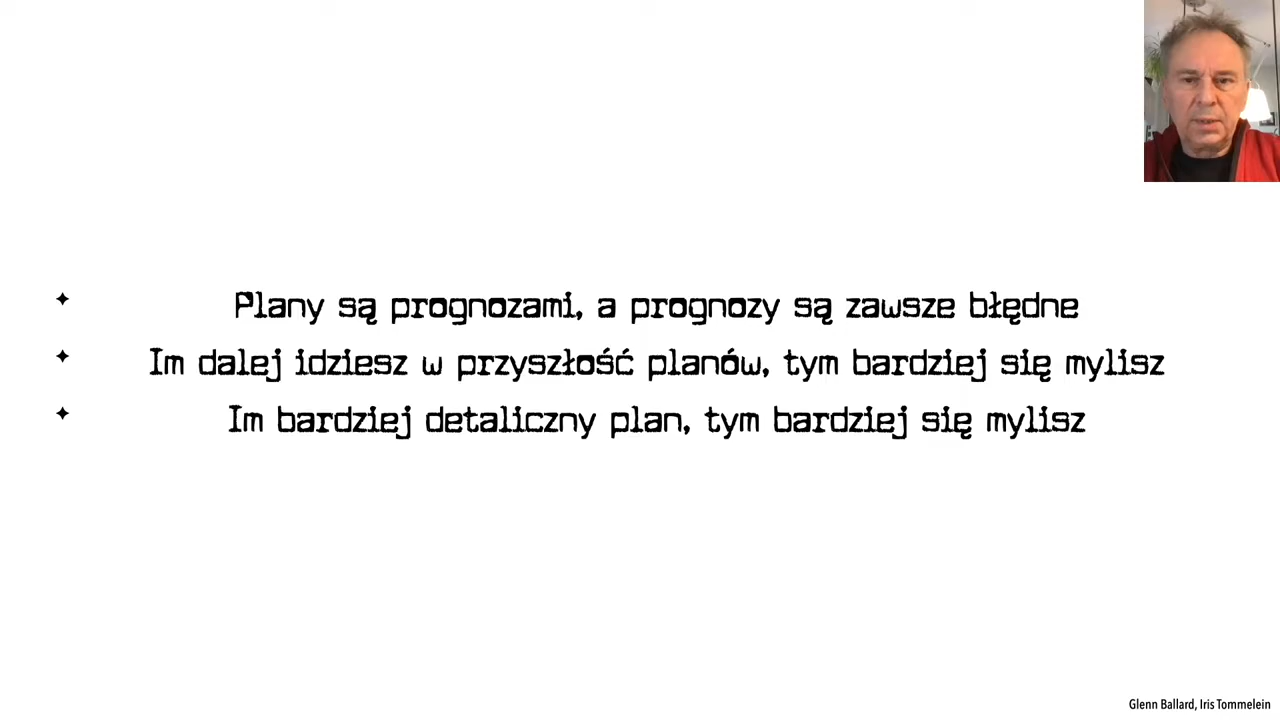 Plany są prognozami, a prognozy są zawsze błędne
Im dalej idziesz w przyszłość planów, tym bardziej się mylisz
Im bardziej detaliczny plan, tym bardziej się mylisz
Glenn Ballard, Iris Tommelein